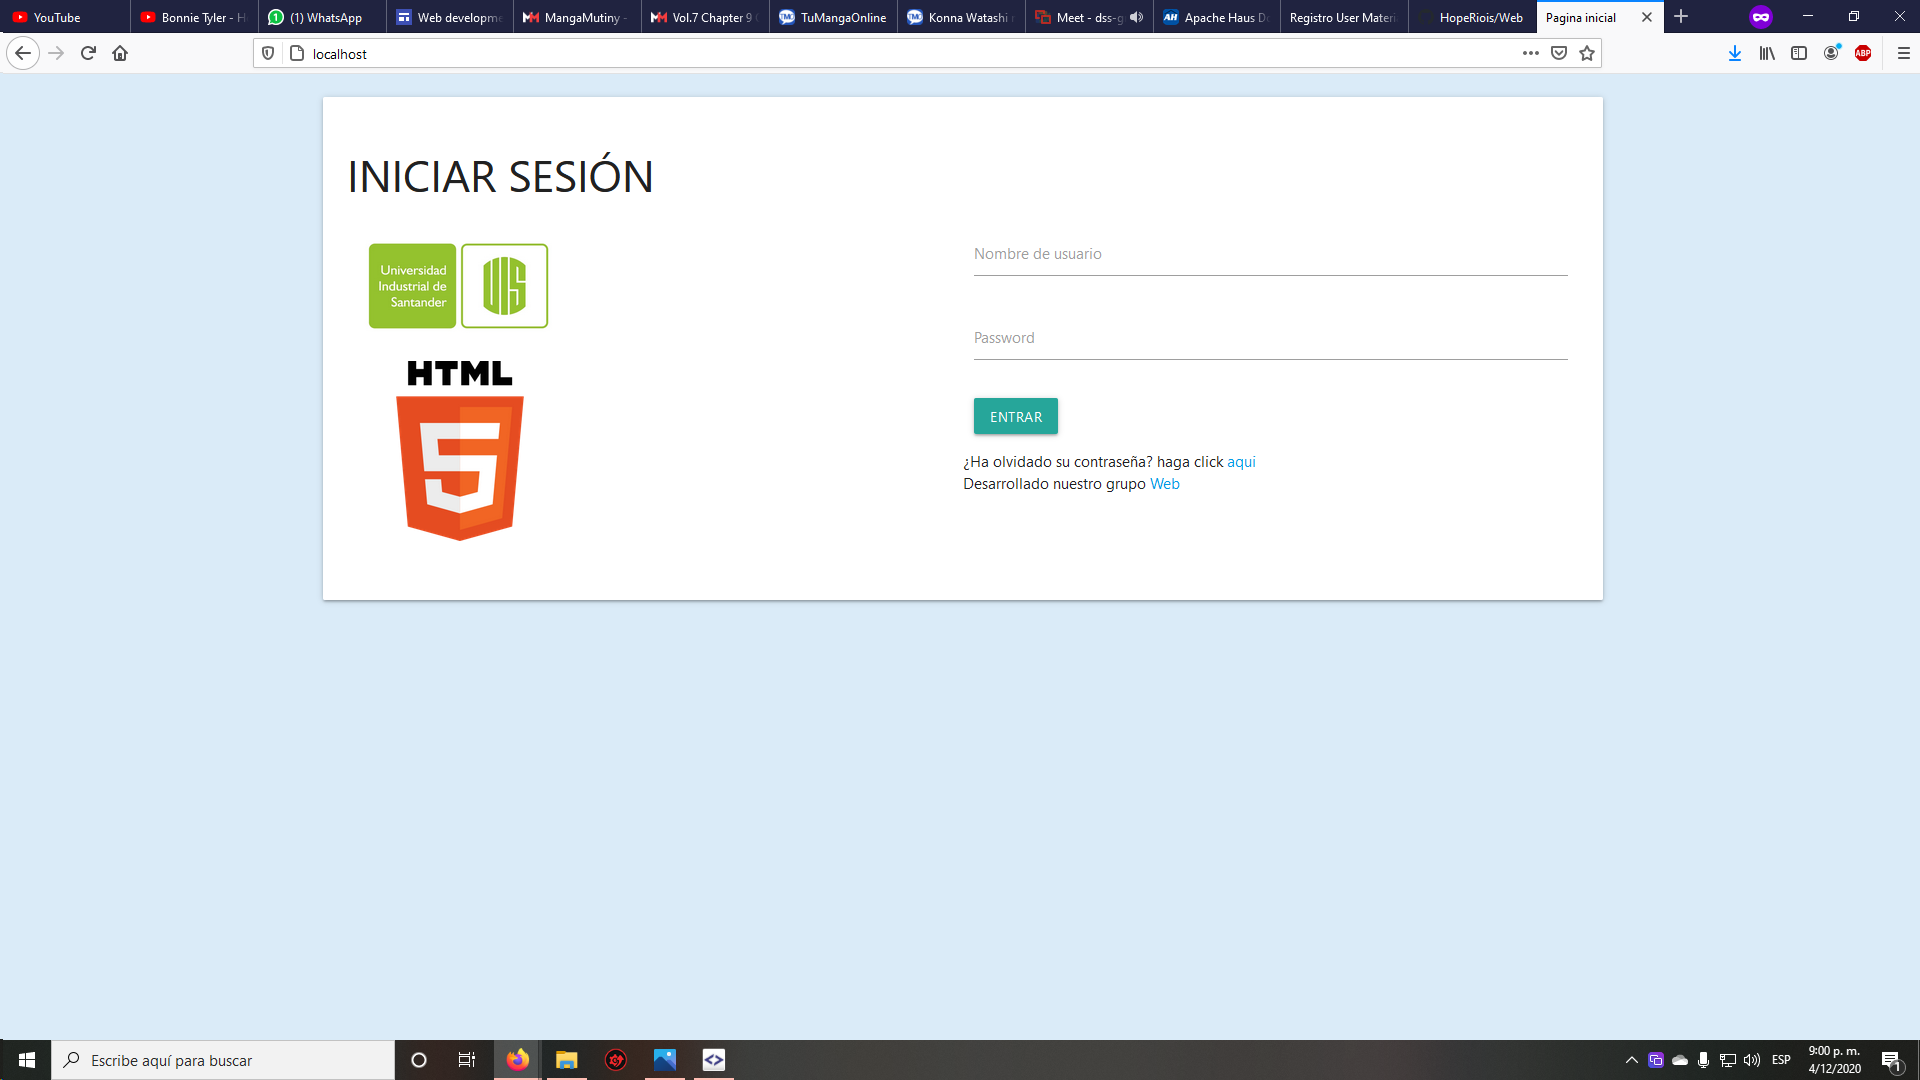 YouTube
Bonnie Tyler - H
(1) WhatsApp
Web developme
MangaMutiny -
Vol.7 Chapter 9
TuMangaOnline
Konna Watashi
Meet - dss-g
Apache Haus Do
Registro User Materi
HopeRiois/Web
Pagina inicial
localhost
ABP
INICIAR SESIÓN
Universidad
Industrial de
Santander
UIS
HTML
5
Nombre de usuario
Password
ENTRAR
¿Ha olvidado su contraseña? haga click aqui
Desarrollado nuestro grupo Web
Escribe aquí para buscar
ESP
9:00 p. m.
4/12/2020
1